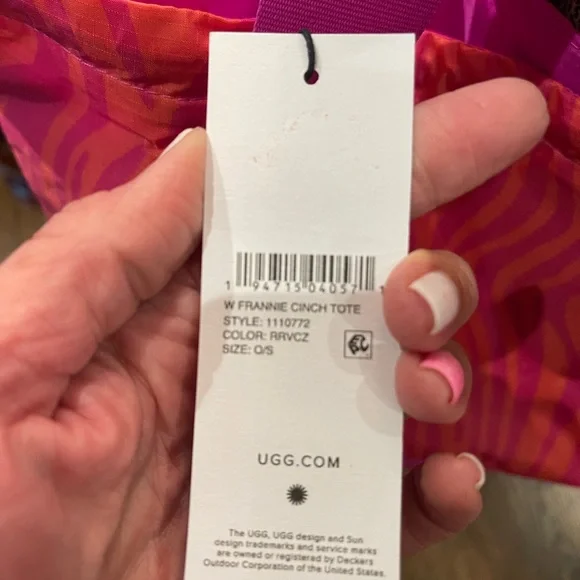 1 94715 04057 1
W FRANNIE CINCH TOTE
STYLE: 1110772
COLOR: RRVCZ
SIZE: O/S
UGG.COM
The UGG, UGG design and Sun
design trademarks and service marks
are owned or registered by Deckers
Outdoor Corporation of the United States.